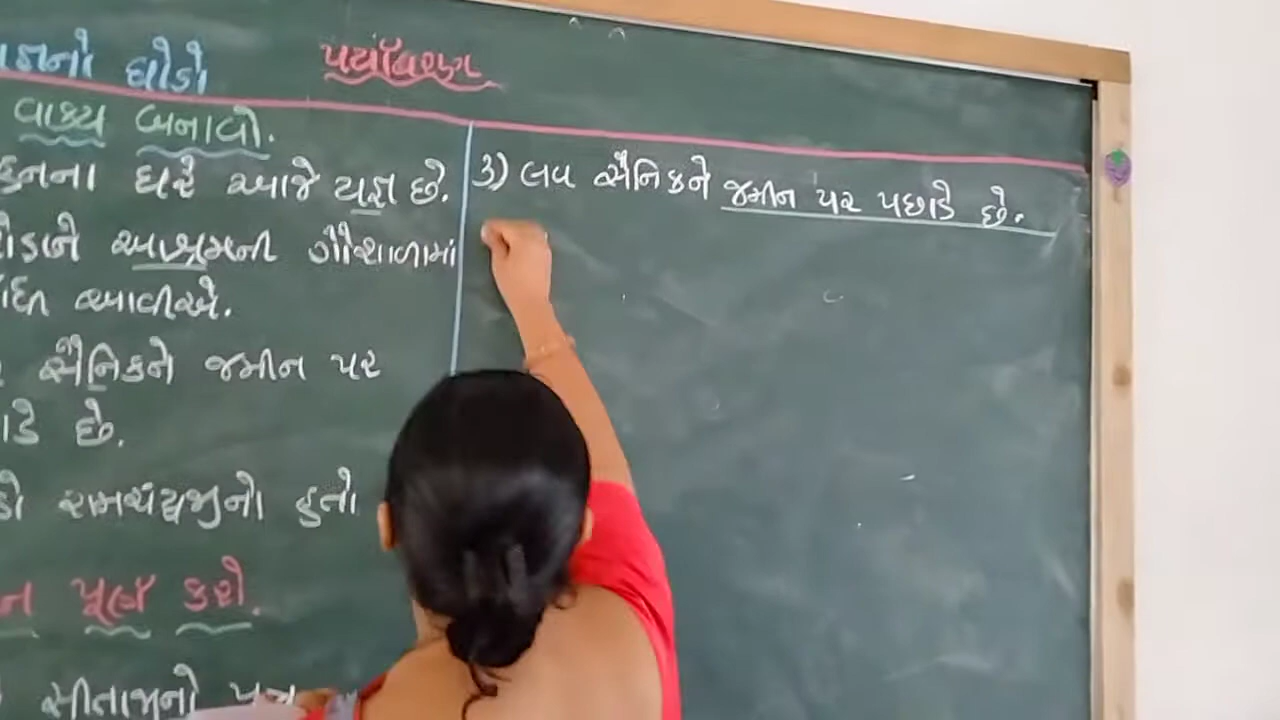 ઘોડો
પર્યાવરણ
વાક્ય બનાવો.
ઘરે આજે યજ્ઞ છે.
આશ્રમની ગૌશાળામાં
આવીએ.
સૈનિકને જમીન પર
છે.
રામચંદ્રજીનો હતો
પૂર્ણ કરો.
સીતાજીનો
૩) લવ સૈનિકને જમીન પર પછાડે છે.